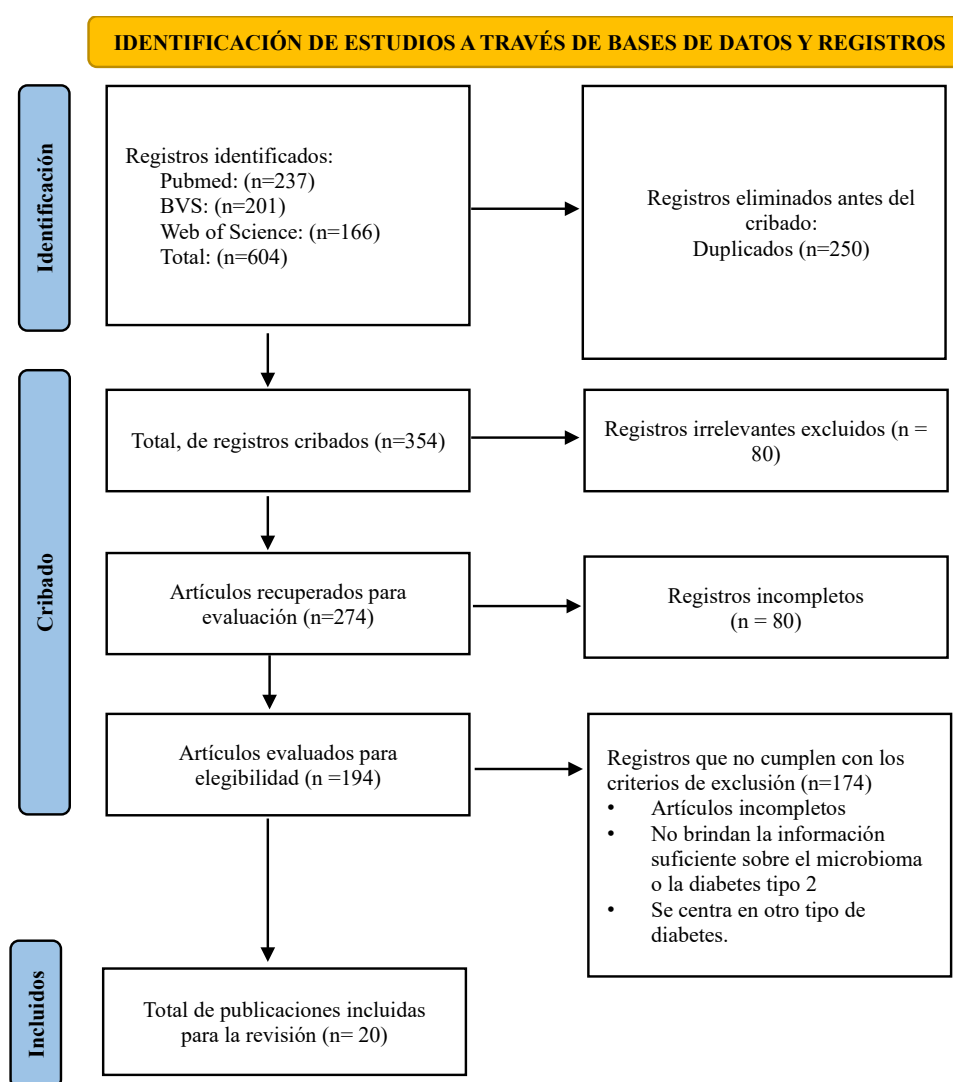 IDENTIFICACIÓN DE ESTUDIOS A TRAVÉS DE BASES DE DATOS Y REGISTROS
Identificación
Registros identificados:
Pubmed: (n=237)
BVS: (n=201)
Web of Science: (n=166)
Total: (n=604)
Registros eliminados antes del
cribado:
Duplicados (n=250)
Cribado
Total, de registros cribados (n=354)
Registros irrelevantes excluidos (n =
80)
Artículos recuperados para
evaluación (n=274)
Registros incompletos
(n = 80)
Artículos evaluados para
elegibilidad (n =194)
Registros que no cumplen con los
criterios de exclusión (n=174)
• Artículos incompletos
• No brindan la información
suficiente sobre el microbioma
o la diabetes tipo 2
• Se centra en otro tipo de
diabetes.
Incluidos
Total de publicaciones incluidas
para la revisión (n= 20)